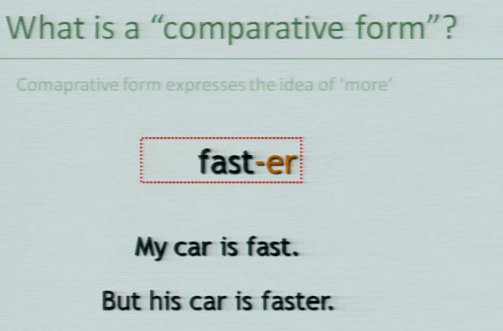 What is a “comparative form”?
Comaprative form expresses the idea of ‘more’
fast-er
My car is fast.
But his car is faster.